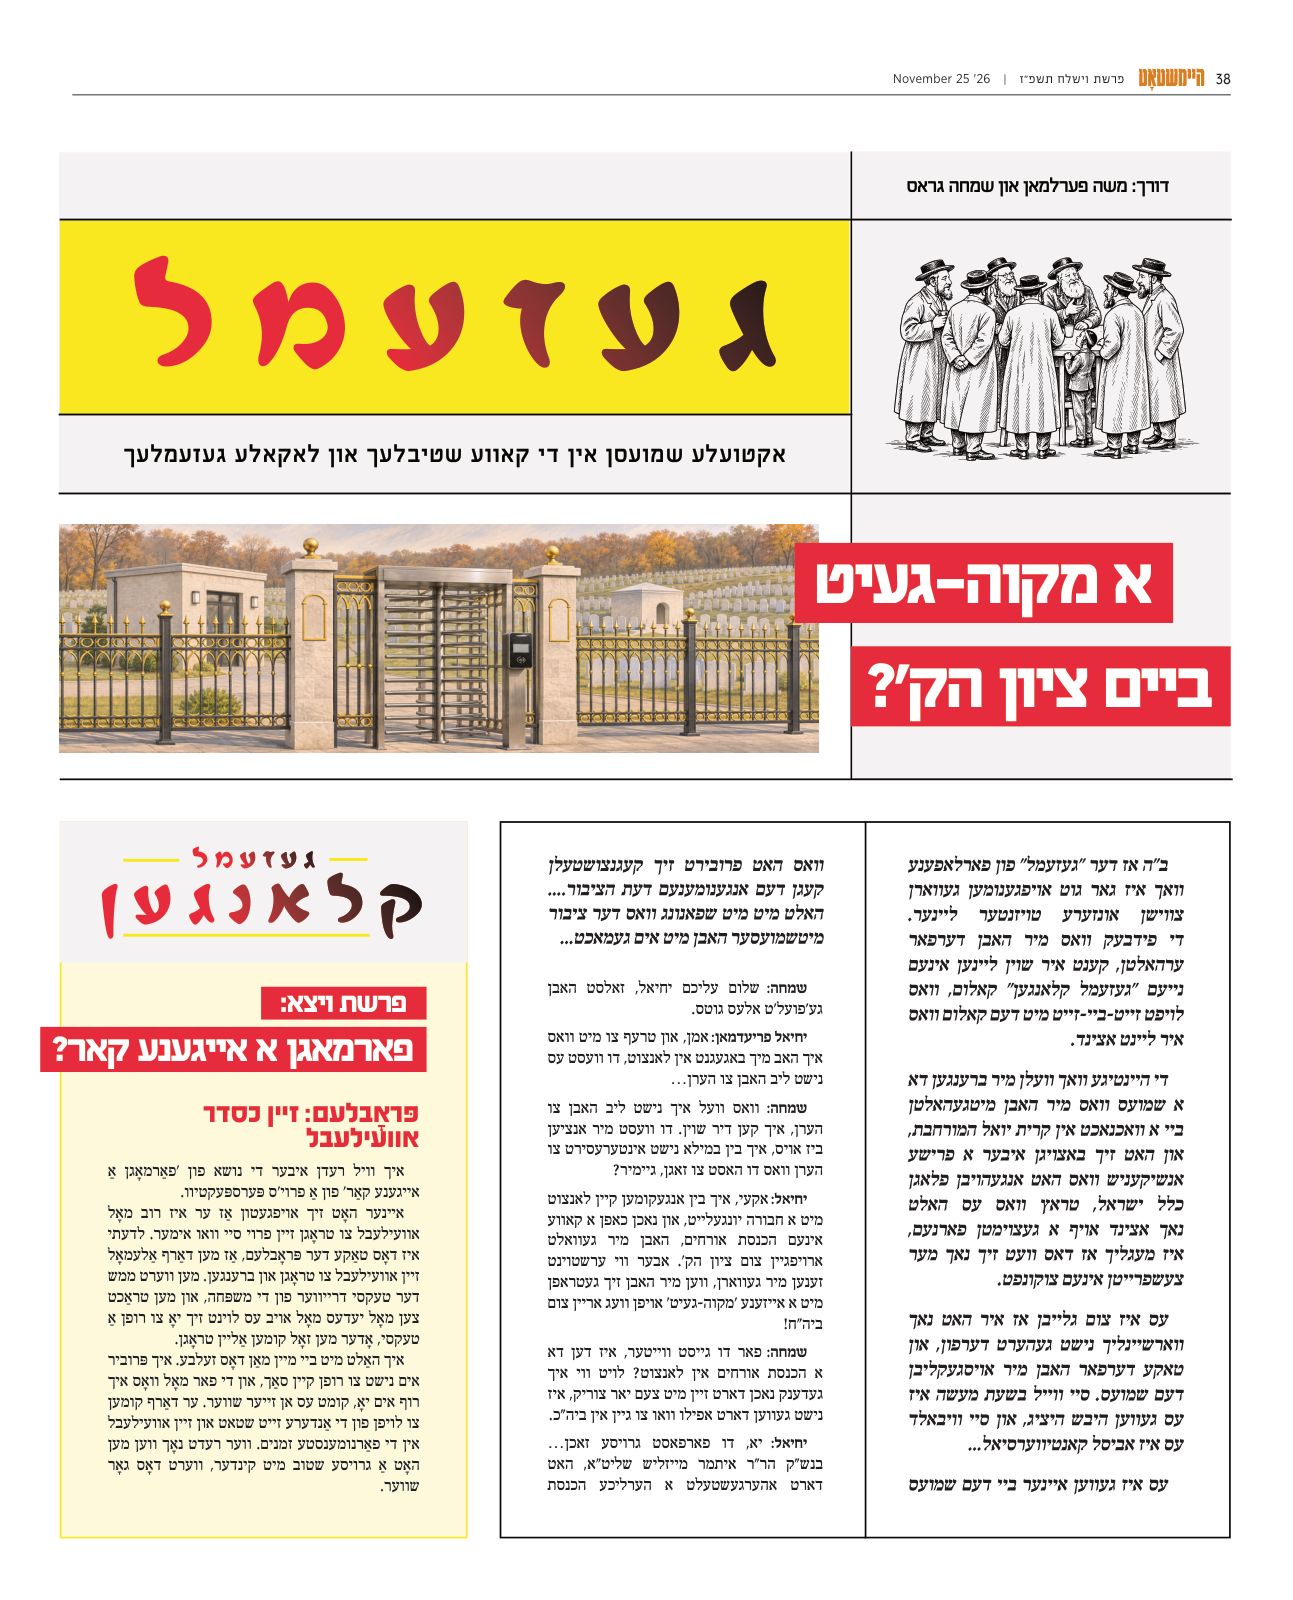 38 היימשטאָט פרשת וישלח תשפ״ז | November 25 '26
דורך: משה פערלמאן און שמחה גראס
געזעמל
אקטועלע שמועסן אין די קאווע שטיבלעך און לאקאלע געזעמלעך
א מקוה-געיט
ביים ציון הק'?
ב״ה אז דער ״געזעמל״ פון פארלאפענע
וואך איז גאר גוט אויפגענומען געווארן
צווישן אונזערע טויזנטער ליינער.
די פידבעק וואס מיר האבן דערפאר
ערהאלטן, קענט איר שוין ליינען אינעם
נייעם ״געזעמל קלאנגען״ קאלום, וואס
לויפט זייט-ביי-זייט מיט דעם קאלום וואס
איר ליינט אצינד.
די היינטיגע וואך וועלן מיר ברענגען דא
א שמועס וואס מיר האבן מיטגעהאלטן
ביי א וואכנאכט אין קרית יואל המורחבת,
און האט זיך באצויגן איבער א פרישע
אנשיקעניש וואס האט אנגעהויבן פלאגן
כלל ישראל, טראץ וואס עס האלט
נאך אצינד אויף א געצוימטן פארנעם,
איז מעגליך אז דאס וועט זיך נאך מער
צעשפרייטן אינעם צוקונפט.
עס איז צום גלייבן אז איר האט נאך
ווארשיינליך נישט געהערט דערפון, און
טאקע דערפאר האבן מיר אויסגעקליבן
דעם שמועס. סיי ווייל בשעת מעשה איז
עס געווען היבש היציג, און סיי וויבאלד
עס איז אביסל קאנטיווערסיאל...
עס איז געווען איינער ביי דעם שמועס
וואס האט פרובירט זיך קעגנצושטעלן
קעגן דעם אנגענומענעם דעת הציבור....
האלט מיט מיט שפאנונג וואס דער ציבור
מיטשמועסער האבן מיט אים געמאכט...
שמחה: שלום עליכם יחיאל, זאלסט האבן
גע'פועל'ט אלעס גוטס.
יחיאל פריעדמאן: אמן, און טרעף צו מיט וואס
איך האב מיך באגעגנט אין לאנצוט, דו וועסט עס
נישט ליב האבן צו הערן...
שמחה: וואס וועל איך נישט ליב האבן צו
הערן, איך קען דיר שוין. דו וועסט מיר אנציען
ביז אויס, איך בין במילא נישט אינטערעסירט צו
הערן וואס דו האסט צו זאגן, גיימיר?
יחיאל: אקעי, איך בין אנגעקומען קיין לאנצוט
מיט א חבורה יונגעלייט, און נאכן כאפן א קאווע
אינעם הכנסת אורחים, האבן מיר געוואלט
ארויפגיין צום ציון הק'. אבער ווי ערשטוינט
זענען מיר געווארן, ווען מיר האבן זיך געטראפן
מיט א אייזענע 'מקוה-געיט' אויפן וועג אריין צום
ביה״ח!
שמחה: פאר דו גייסט ווייטער, איז דען דא
א הכנסת אורחים אין לאנצוט? לויט ווי איך
געדענק נאכן דארט זיין מיט צעם יאר צוריק, איז
נישט געווען דארט אפילו וואו צו גיין אין ביה״כ.
יחיאל: יא, דו פארפאסט גרויסע זאכן...
בנש״ק הר״ר איתמר מייזליש שליט״א, האט
דארט אהערגעשטעלט א הערליכע הכנסת
געזעמל
קלאנגען
פרשת ויצא:
פארמאגן א אייגענע קאר?
פּראָבלעם: זיין כסדר
אוועילעבל
איך וויל רעדן איבער די נושא פון 'פאַרמאָגן אַ
אייגענע קאַר' פון אַ פרוי'ס פּערספּעקטיוו.
איינער האָט זיך אויפגעטון אַז ער איז רוב מאָל
אוועילעבל צו טראָגן זיין פרוי סיי וואו אימער. לדעתי
איז דאָס טאַקע דער פּראָבלעם, אַז מען דאַרף אַלעמאָל
זיין אוועילעבל צו טראָגן און ברענגען. מען ווערט ממש
דער טעקסי דרייווער פון די משפּחה, און מען טראַכט
צען מאָל יעדעס מאָל אויב עס לוינט זיך יאָ צו רופן אַ
טעקסי, אָדער מען זאָל קומען אַליין טראָגן.
איך האַלט מיט ביי מיין מאַן דאָס זעלבע. איך פּרוביר
אים נישט צו רופן קיין סאַך, און די פּאר מאָל וואָס איך
רוף אים יאָ, קומט עס אן זייער שווער. ער דאַרף קומען
צו לויפן פון די אַנדערע זייט שטאט און זיין אוועילעבל
אין די פאַרנומענסטע זמנים. ווער רעדט נאָך ווען מען
האָט אַ גרויסע שטוב מיט קינדער, ווערט דאָס גאָר
שווער.